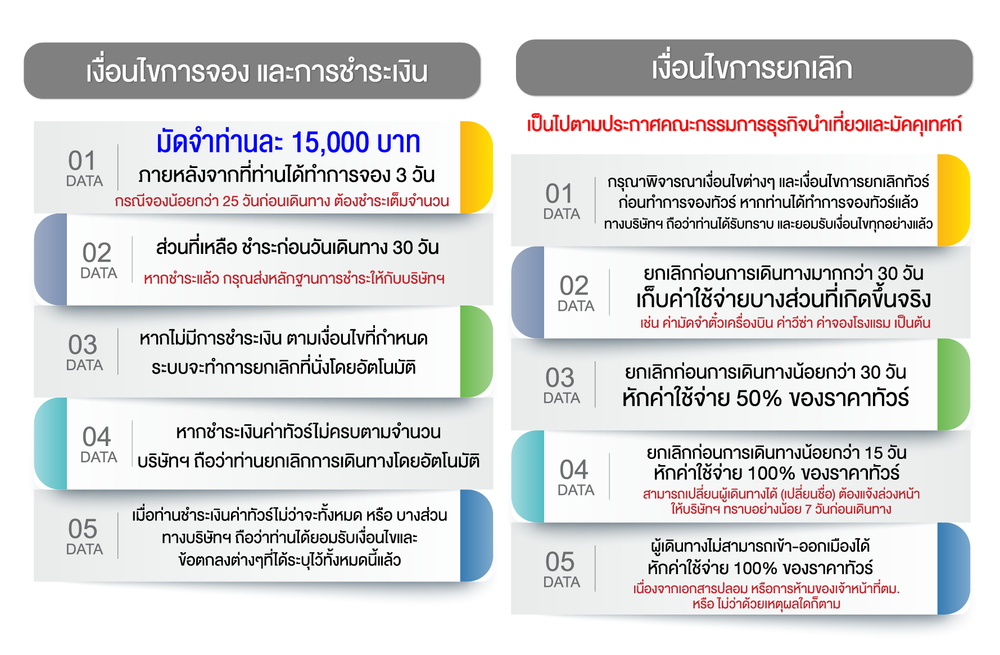 เงื่อนไขการจอง และการชำระเงิน
01
DATA
มัดจำท่านละ 15,000 บาท
ภายหลังจากที่ท่านได้ทำการจอง 3 วัน
กรณีจองน้อยกว่า 25 วันก่อนเดินทาง ต้องชำระเต็มจำนวน
02
DATA
ส่วนที่เหลือ ชำระก่อนวันเดินทาง 30 วัน
หากชำระแล้ว กรุณส่งหลักฐานการชำระให้กับบริษัทฯ
03
DATA
หากไม่มีการชำระเงิน ตามเงื่อนไขที่กำหนด
ระบบจะทำการยกเลิกที่นั่งโดยอัตโนมัติ
04
DATA
หากชำระเงินค่าทัวร์ไม่ครบตามจำนวน
บริษัทฯ ถือว่าท่านยกเลิกการเดินทางโดยอัตโนมัติ
05
DATA
เมื่อท่านชำระเงินค่าทัวร์ไม่ว่าจะทั้งหมด หรือ บางส่วน
ทางบริษัทฯ ถือว่าท่านได้ยอมรับเงื่อนไขและ
ข้อตกลงต่างๆที่ได้ระบุไว้ทั้งหมดนี้แล้ว
เงื่อนไขการยกเลิก
เป็นไปตามประกาศคณะกรรมการธุรกิจนำเที่ยวและมัคคุเทศก์
01
DATA
กรุณาพิจารณาเงื่อนไขต่างๆ และเงื่อนไขการยกเลิกทัวร์
ก่อนทำการจองทัวร์ หากท่านได้ทำการจองทัวร์แล้ว
ทางบริษัทฯ ถือว่าท่านได้รับทราบ และยอมรับเงื่อนไขทุกอย่างแล้ว
02
DATA
ยกเลิกก่อนการเดินทางมากกว่า 30 วัน
เก็บค่าใช้จ่ายบางส่วนที่เกิดขึ้นจริง
เช่น ค่ามัดจำตั๋วเครื่องบิน ค่าวีซ่า ค่าจองโรงแรม เป็นต้น
03
DATA
ยกเลิกก่อนการเดินทางน้อยกว่า 30 วัน
หักค่าใช้จ่าย 50% ของราคาทัวร์
04
DATA
ยกเลิกก่อนการเดินทางน้อยกว่า 15 วัน
หักค่าใช้จ่าย 100% ของราคาทัวร์
สามารถเปลี่ยนผู้เดินทางได้ (เปลี่ยนชื่อ) ต้องแจ้งล่วงหน้า
ให้บริษัทฯ ทราบอย่างน้อย 7 วันก่อนเดินทาง
05
DATA
ผู้เดินทางไม่สามารถเข้า-ออกเมืองได้
หักค่าใช้จ่าย 100% ของราคาทัวร์
เนื่องจากเอกสารปลอม หรือการห้ามของเจ้าหน้าที่ตม.
หรือ ไม่ว่าด้วยเหตุผลใดก็ตาม